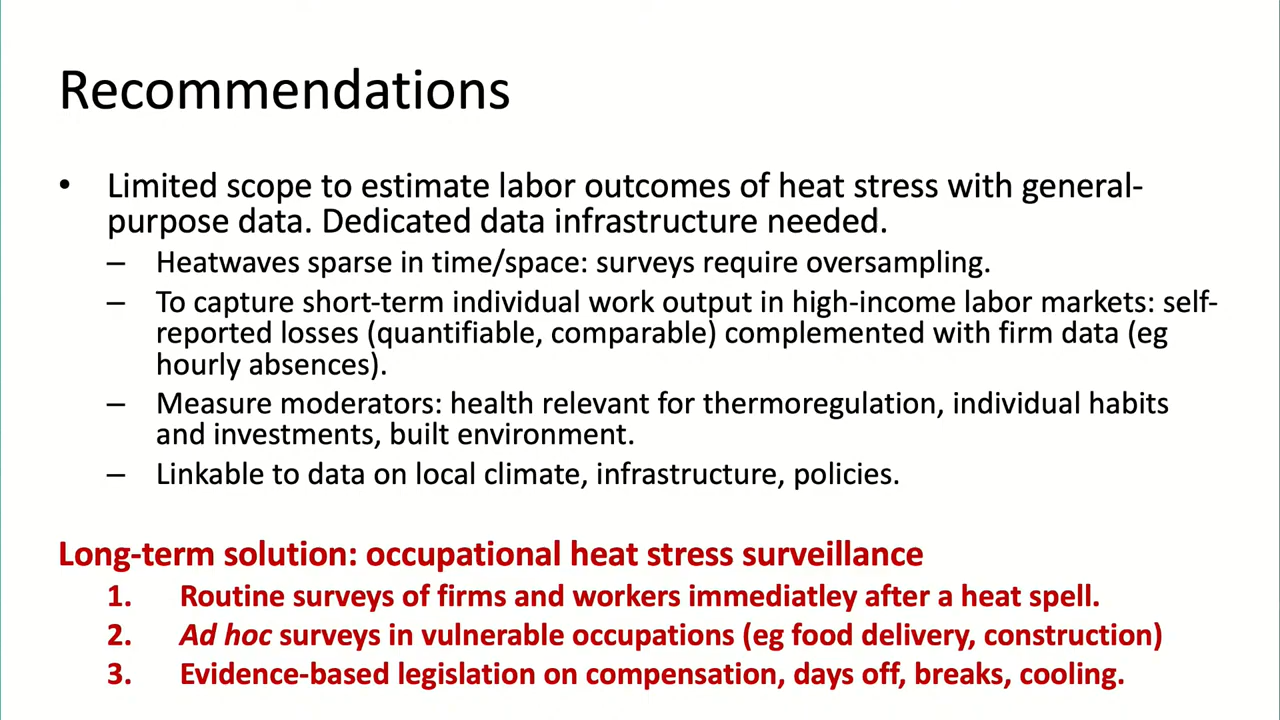 Recommendations
• Limited scope to estimate labor outcomes of heat stress with general-
purpose data. Dedicated data infrastructure needed.
– Heatwaves sparse in time/space: surveys require oversampling.
– To capture short-term individual work output in high-income labor markets: self-
reported losses (quantifiable, comparable) complemented with firm data (eg
hourly absences).
– Measure moderators: health relevant for thermoregulation, individual habits
and investments, built environment.
– Linkable to data on local climate, infrastructure, policies.
Long-term solution: occupational heat stress surveillance
1. Routine surveys of firms and workers immediatley after a heat spell.
2. Ad hoc surveys in vulnerable occupations (eg food delivery, construction)
3. Evidence-based legislation on compensation, days off, breaks, cooling.